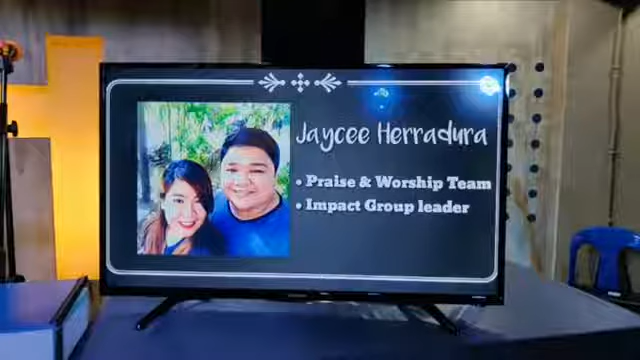 Jaycee Herradura
• Praise & Worship Team
• Impact Group leader